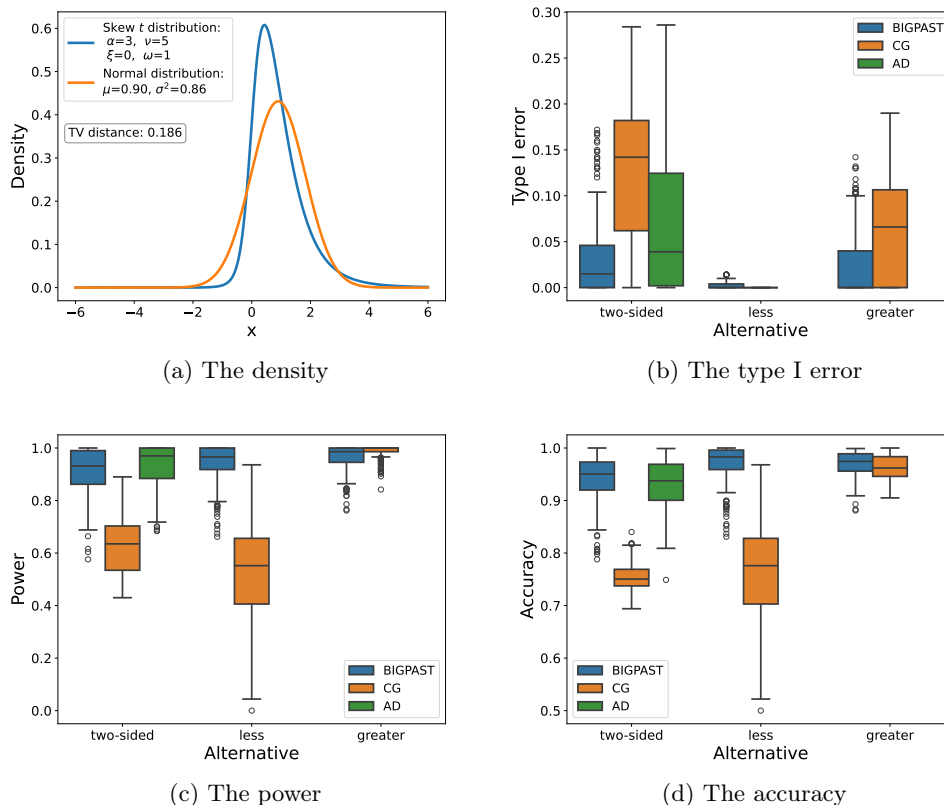 Skew t distribution:
α=3, ν=5
ξ=0, ω=1
Normal distribution:
μ=0.90, σ²=0.86
TV distance: 0.186
Density
0.6
0.5
0.4
0.3
0.2
0.1
0.0
−6 −4 −2 0 2 4 6
x
(a) The density
BIGPAST
CG
AD
Type I error
0.30
0.25
0.20
0.15
0.10
0.05
0.00
two-sided less greater
Alternative
(b) The type I error
Power
1.0
0.8
0.6
0.4
0.2
0.0
BIGPAST
CG
AD
two-sided less greater
Alternative
(c) The power
Accuracy
1.0
0.9
0.8
0.7
0.6
0.5
BIGPAST
CG
AD
two-sided less greater
Alternative
(d) The accuracy